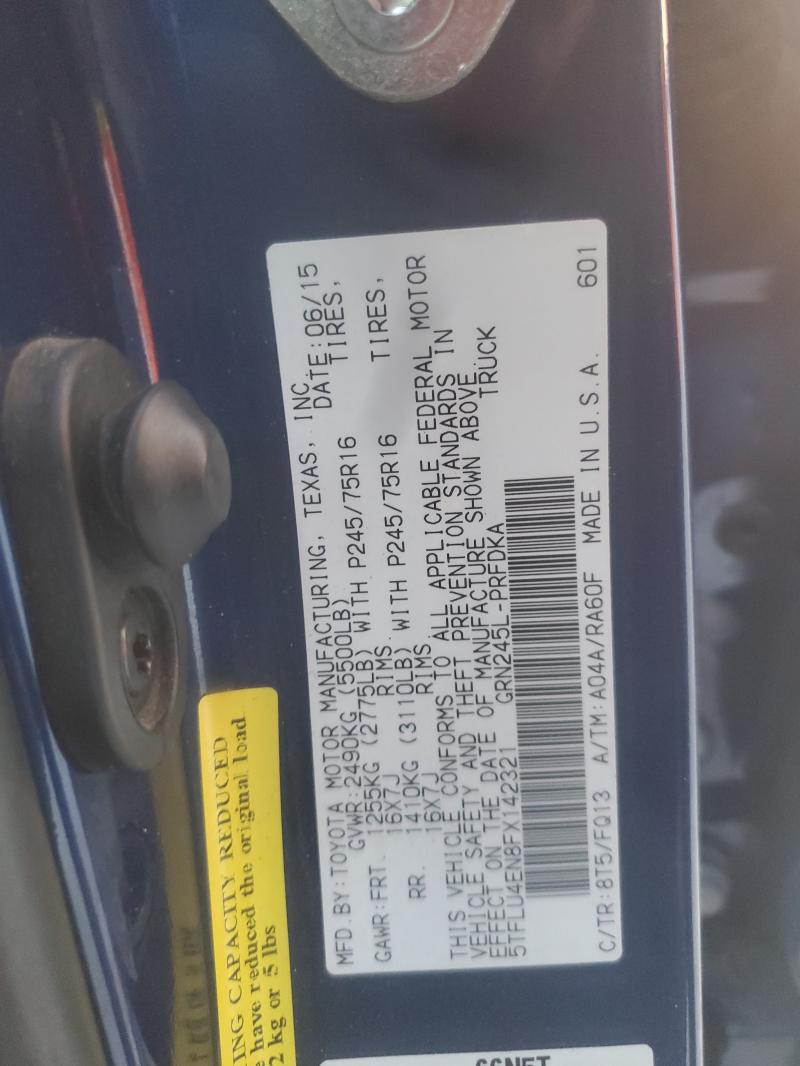 MFD.BY:TOYOTA MOTOR MANUFACTURING, TEXAS, INC.
GVWR:2490KG (5500LB) DATE:06/15
GAWR:FRT. 1255KG (2775LB) WITH P245/75R16 TIRES,
16X7J RIMS.
RR. 1410KG (3110LB) WITH P245/75R16 TIRES,
16X7J RIMS.
THIS VEHICLE CONFORMS TO ALL APPLICABLE FEDERAL MOTOR
VEHICLE SAFETY AND THEFT PREVENTION STANDARDS IN
EFFECT ON THE DATE OF MANUFACTURE SHOWN ABOVE.
5TFLU4EN8FX142321 GRN245L-PRFDKA TRUCK
C/TR:8T5/FQ13 A/TM:A04A/RA60F MADE IN U.S.A. 601
CAPACITY REDUCED
have reduced the original load
2 kg or 5 lbs